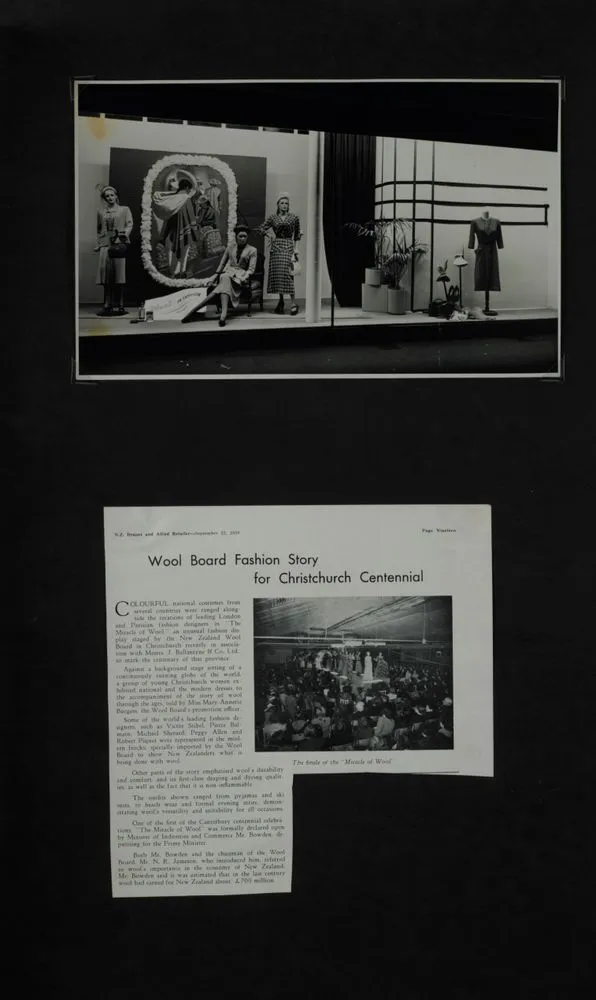 N.Z. Draper and Allied Retailer—September 22, 1950
Page Nineteen
Wool Board Fashion Story
for Christchurch Centennial
COLOURFUL national costumes from
several countries were ranged along-
side the creations of leading London
and Parisian fashion designers in "The
Miracle of Wool," an unusual fashion dis-
play staged by the New Zealand Wool
Board in Christchurch recently in associa-
tion with Messrs. J. Ballantyne & Co. Ltd.
to mark the centenary of that province.
Against a background stage setting of a
continuously rotating globe of the world,
a group of young Christchurch women ex-
hibited national and the modern dresses to
the accompaniment of the story of wool
through the ages, told by Miss Mary-Annette
Burgess, the Wool Board's promotion officer.
Some of the world's leading fashion de-
signers, such as Victor Stibel, Pierre Bal-
main, Michael Sherard, Peggy Allen and
Robert Piguet were represented in the mod-
ern frocks, specially imported by the Wool
Board to show New Zealanders what is
being done with wool.
Other parts of the story emphasised wool's durability
and comfort, and its first-class draping and dyeing qualit-
ies, as well as the fact that it is non-inflammable.
The outfits shown ranged from pyjamas and ski
suits, to beach wear and formal evening attire, demon-
strating wool's versatility and suitability for all occasions.
One of the first of the Canterbury centennial celebra-
tions, "The Miracle of Wool" was formally declared open
by Minister of Industries and Commerce Mr. Bowden, de-
putising for the Prime Minister.
Both Mr. Bowden and the chairman of the Wool
Board, Mr. N. R. Jameson, who introduced him, referred
to wool's importance in the economy of New Zealand.
Mr. Bowden said it was estimated that in the last century
wool had earned for New Zealand about £700 million.
The finale of the "Miracle of Wool"